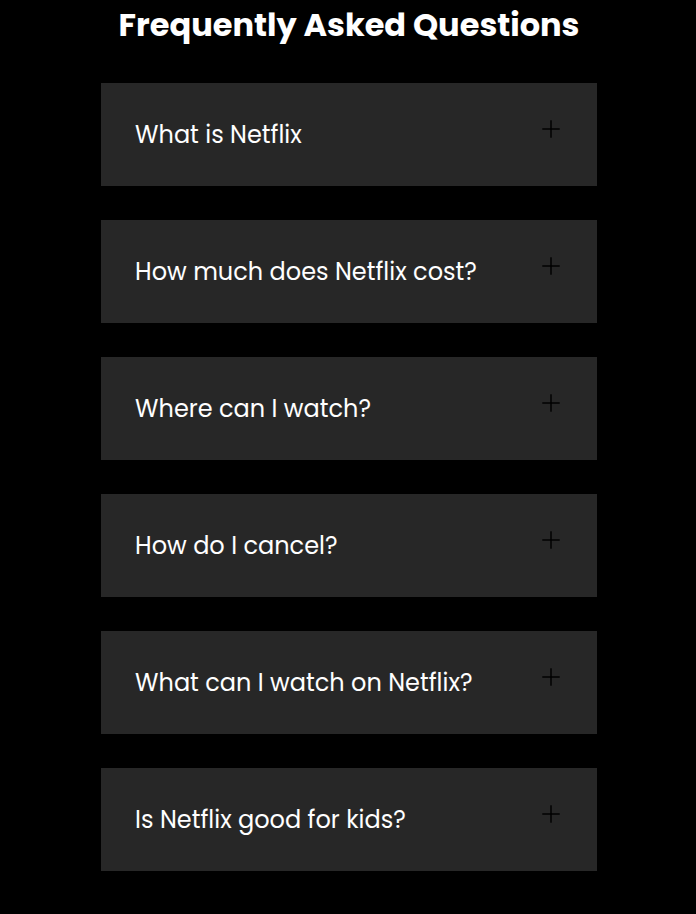 Frequently Asked Questions
What is Netflix
How much does Netflix cost?
Where can I watch?
How do I cancel?
What can I watch on Netflix?
Is Netflix good for kids?